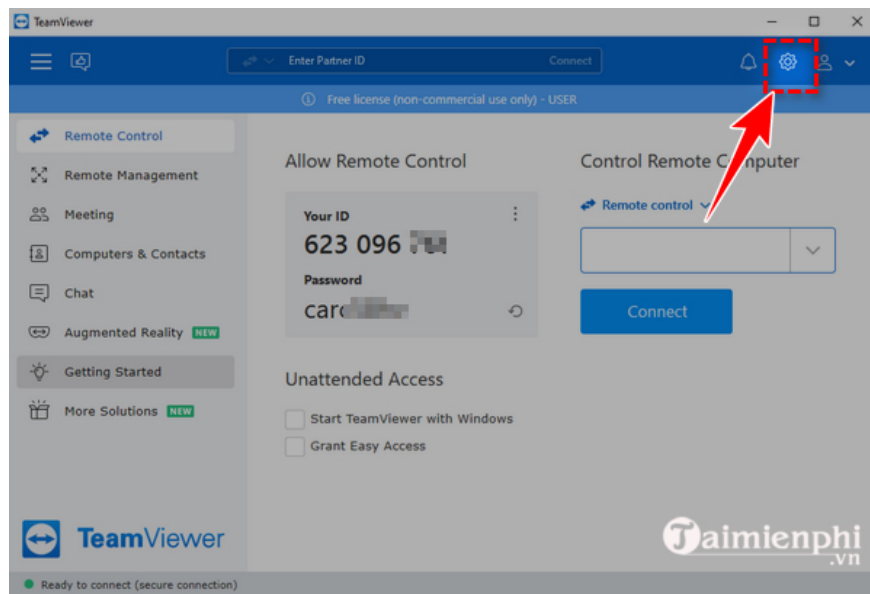 TeamViewer
Enter Partner ID Connect
Free license (non-commercial use only) - USER
Remote Control
Remote Management
Meeting
Computers & Contacts
Chat
Augmented Reality NEW
Getting Started
More Solutions NEW
TeamViewer
Allow Remote Control
Your ID
623 096
Password
Unattended Access
Start TeamViewer with Windows
Grant Easy Access
Control Remote Computer
Remote control
Connect
Taimienphi
.vn
Ready to connect (secure connection)